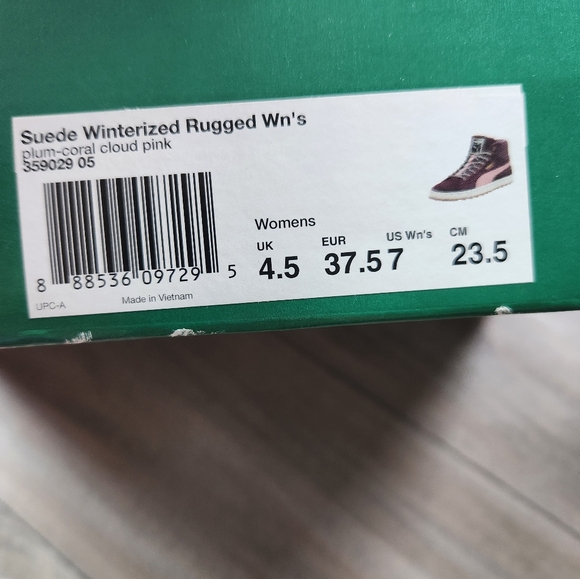 Suede Winterized Rugged Wn's
plum-coral cloud pink
359029 05
8 88536 09729 5
UPC-A
Made in Vietnam
Womens
UK EUR US Wn's CM
4.5 37.5 7 23.5